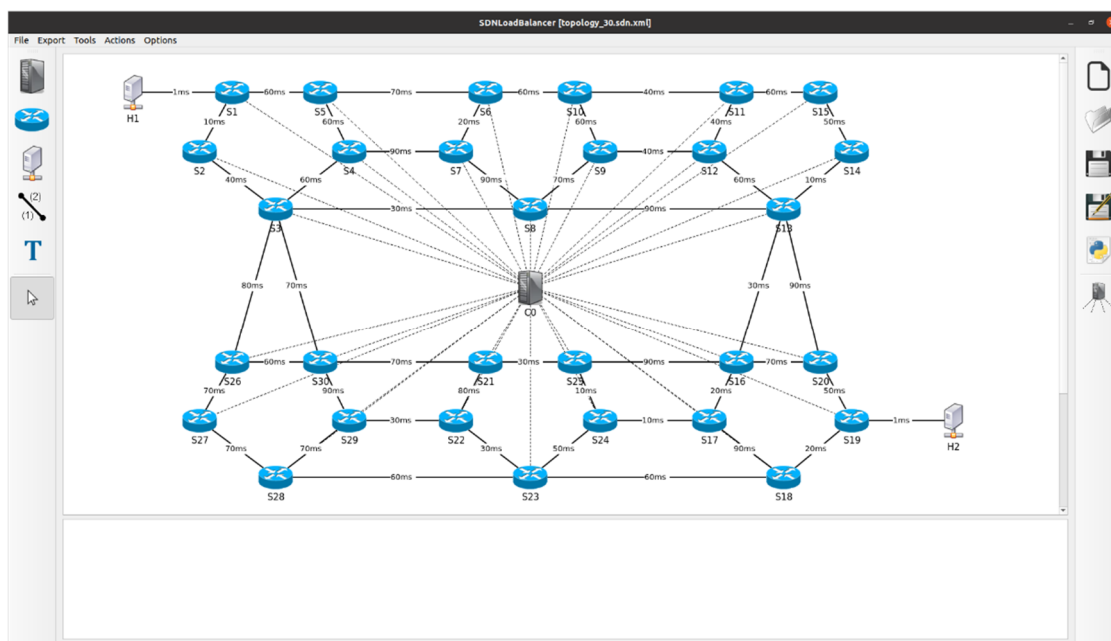 SDNLoadBalancer [topology_30.sdn.xml]
File Export Tools Actions Options
H1 1ms S1 60ms S5 70ms S6 60ms S10 40ms S11 60ms S15
10ms 60ms 20ms 60ms 40ms 50ms
S2 S4 90ms S7 S9 40ms S12 S14
40ms 60ms 90ms 70ms 60ms 10ms
S3 30ms S8 90ms S13
(2)
(1)
T
80ms 70ms 30ms 90ms
C0
S26 60ms S30 70ms S21 30ms S25 90ms S16 70ms S20
70ms 90ms 80ms 10ms 20ms 50ms
S27 S29 30ms S22 S24 10ms S17 S19 1ms H2
70ms 70ms 30ms 50ms 90ms 20ms
S28 60ms S23 60ms S18